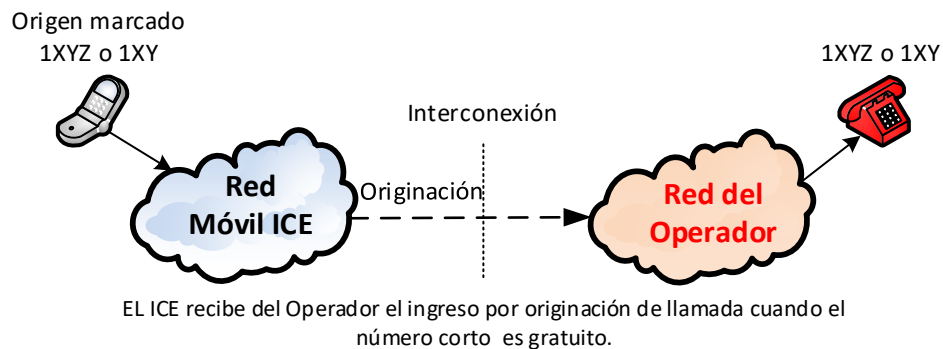 Origen marcado
1XYZ o 1XY
1XYZ o 1XY
Interconexión
Red
Móvil ICE
Originación
Red del
Operador
EL ICE recibe del Operador el ingreso por originación de llamada cuando el
número corto es gratuito.